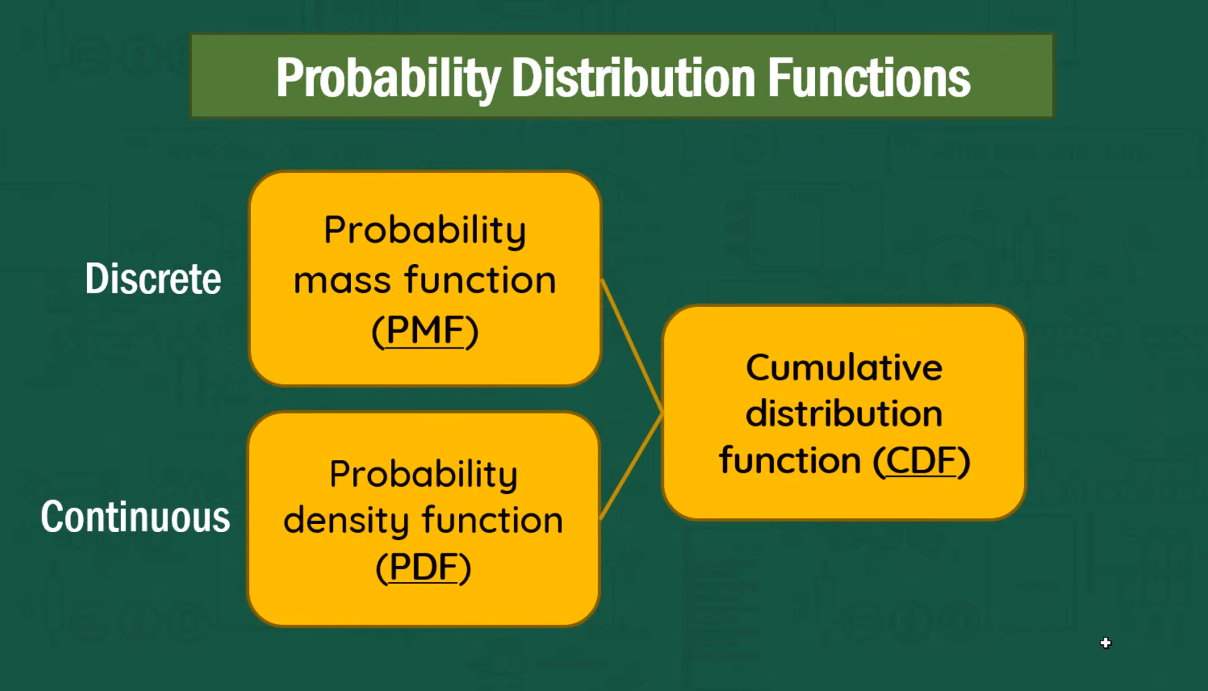 Probability Distribution Functions
Discrete
Probability
mass function
(PMF)
Continuous
Probability
density function
(PDF)
Cumulative
distribution
function (CDF)